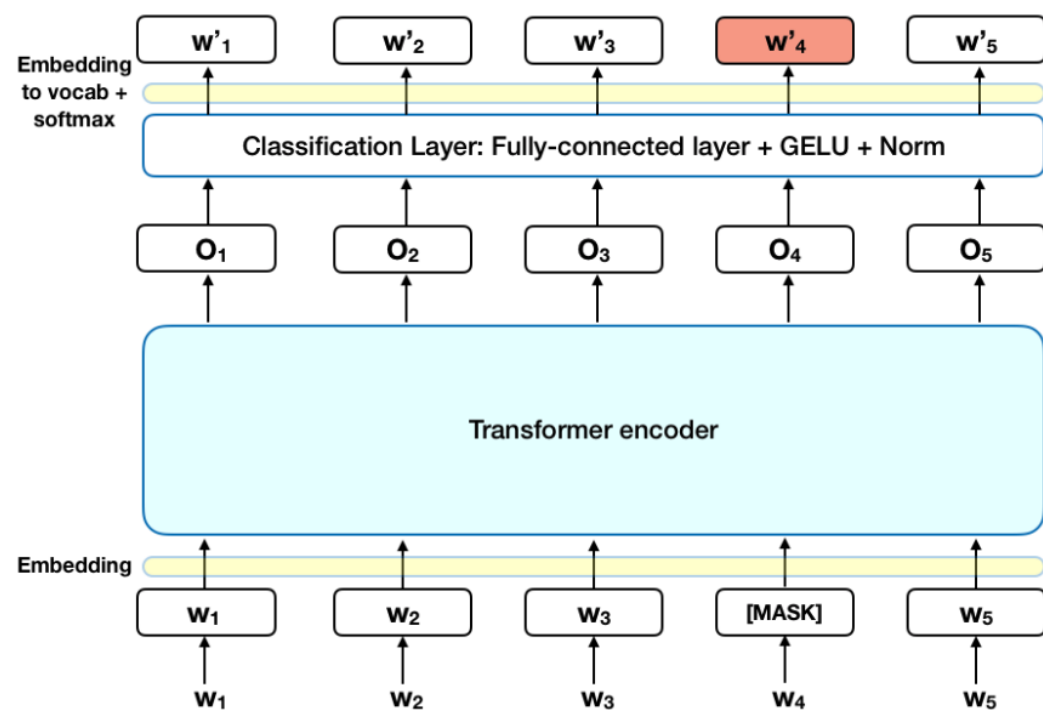 w'1 w'2 w'3 w'4 w'5
Embedding
to vocab +
softmax
Classification Layer: Fully-connected layer + GELU + Norm
O1 O2 O3 O4 O5
Transformer encoder
Embedding
W1 W2 W3 [MASK] W5
W1 W2 W3 W4 W5